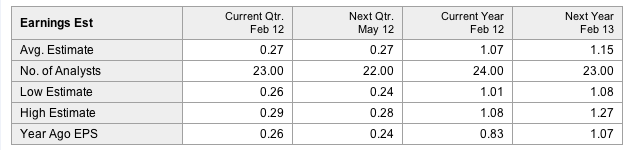 Earnings Est Current Qtr. Next Qtr. Current Year Next Year
Feb 12 May 12 Feb 12 Feb 13
Avg. Estimate 0.27 0.27 1.07 1.15
No. of Analysts 23.00 22.00 24.00 23.00
Low Estimate 0.26 0.24 1.01 1.08
High Estimate 0.29 0.28 1.08 1.27
Year Ago EPS 0.26 0.24 0.83 1.07